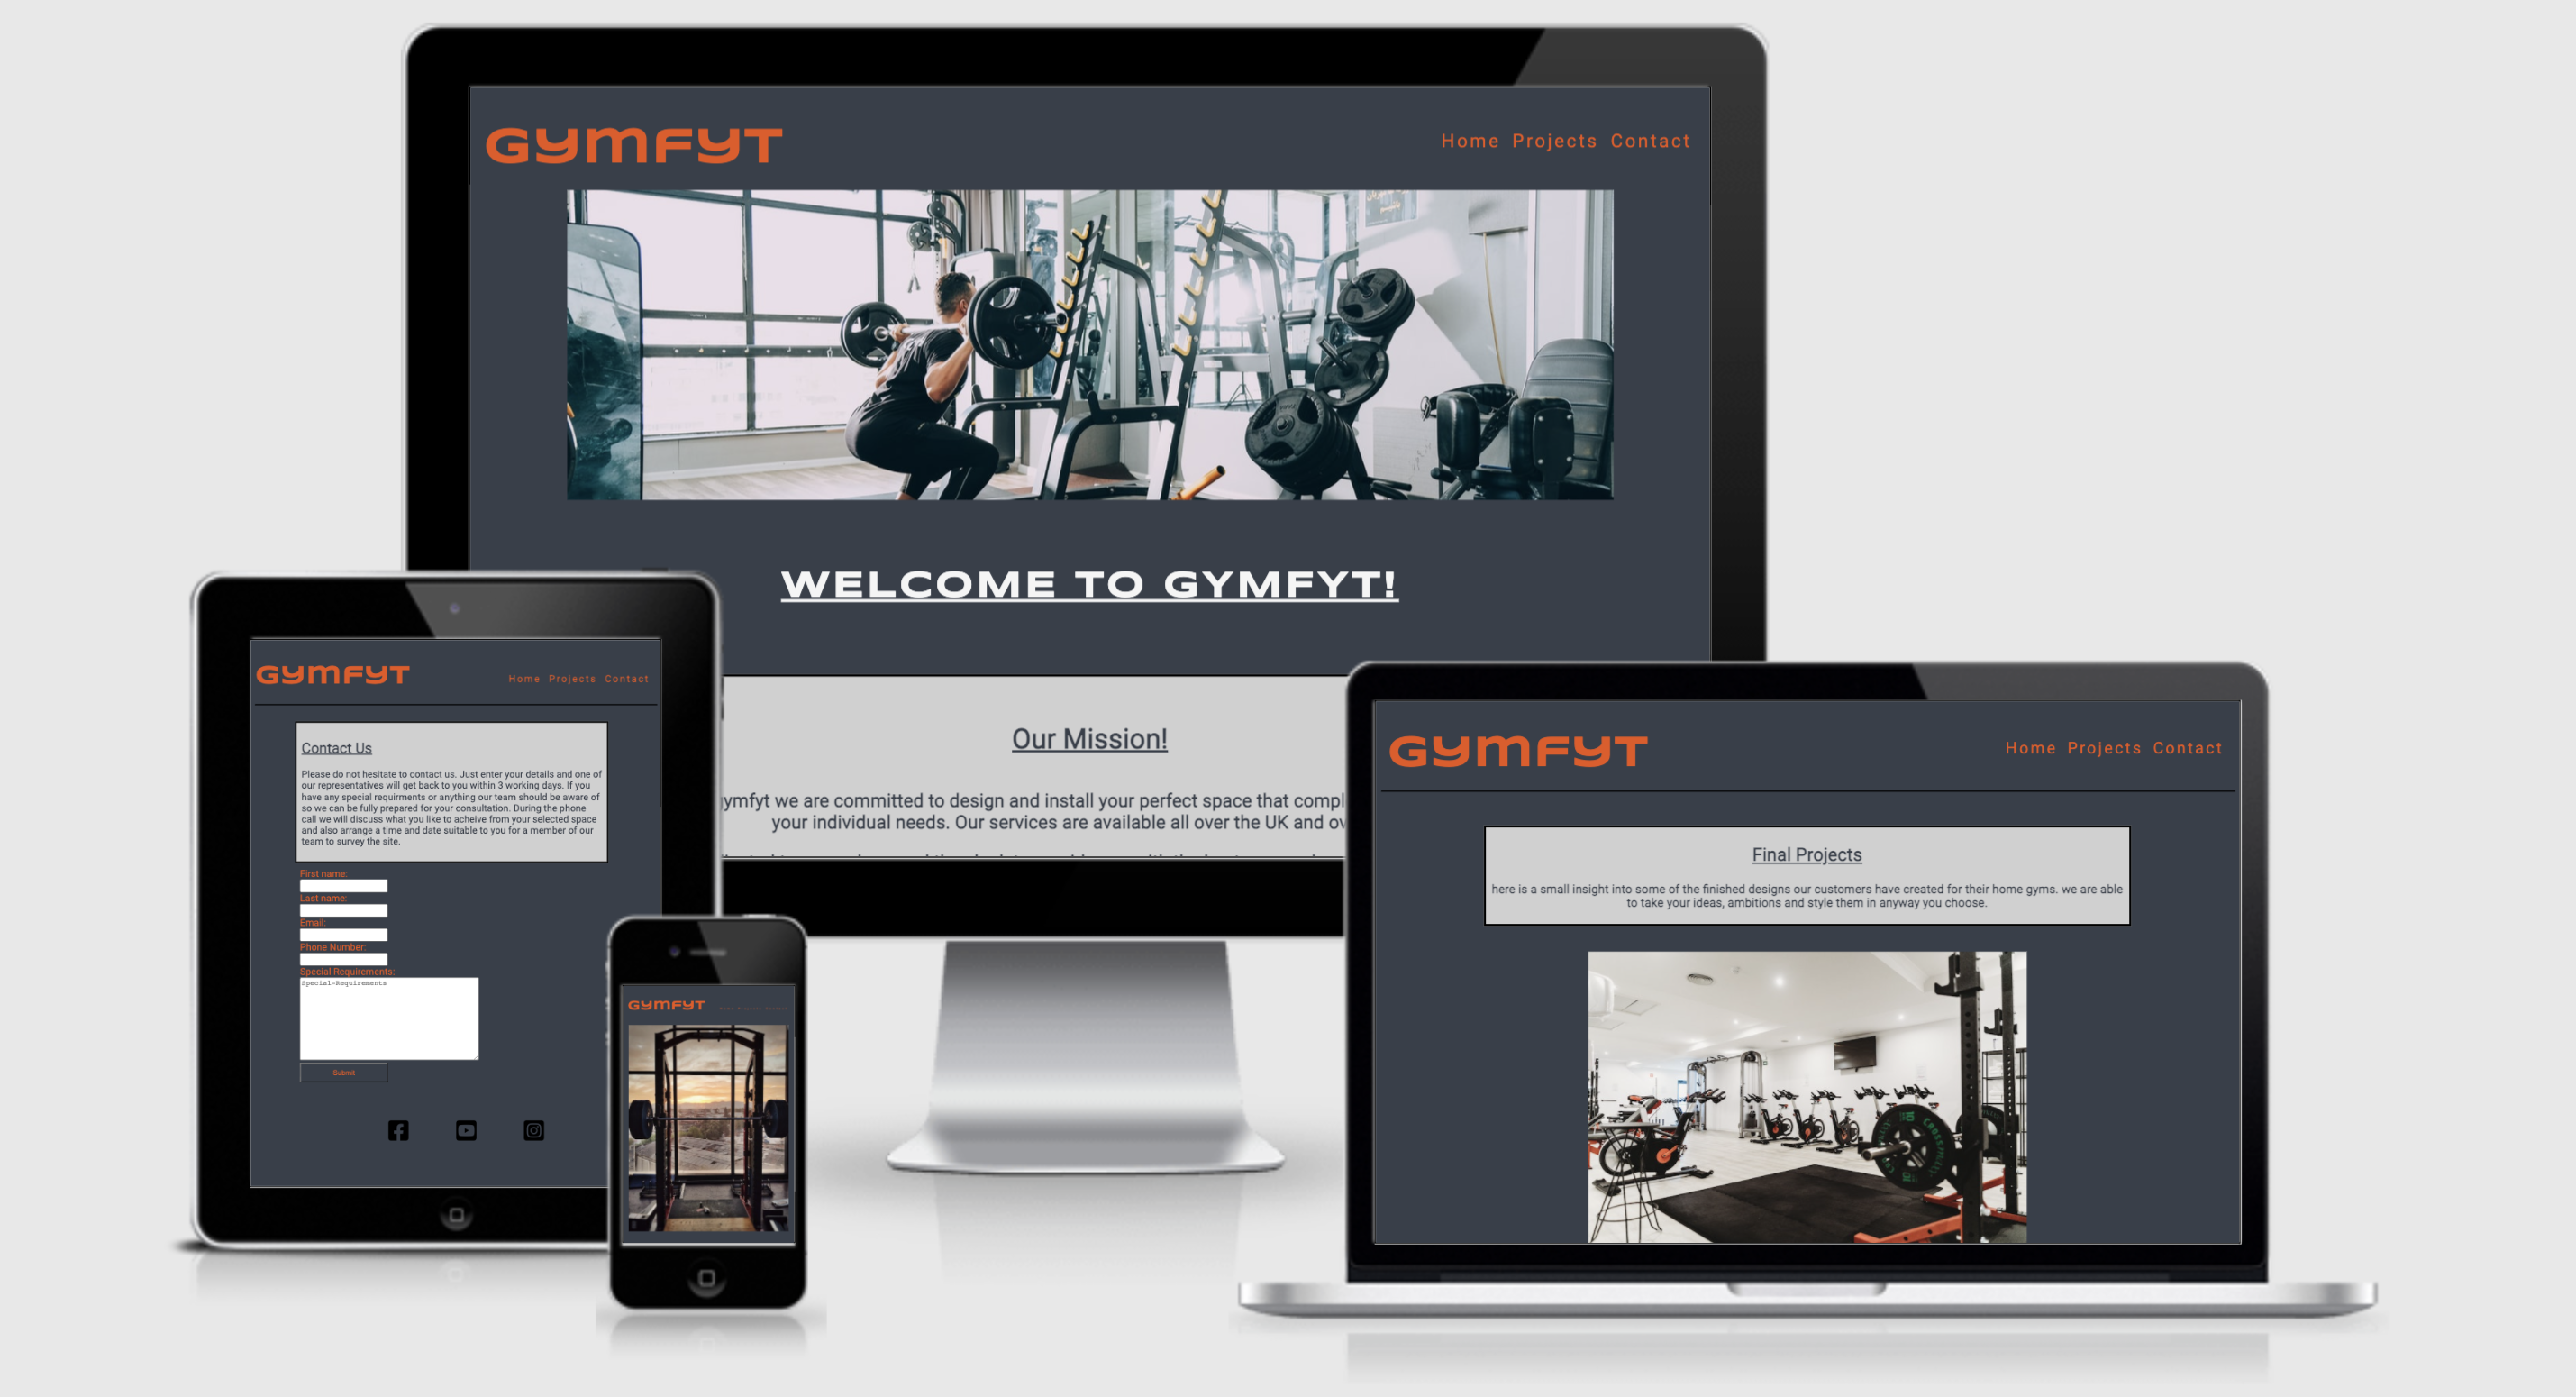 GYMFYT
Home Projects Contact
WELCOME TO GYMFYT!
Our Mission!
ymfyt we are committed to design and install your perfect space that compl
your individual needs. Our services are available all over the UK and ov
GYMFYT
Home Projects Contact
Contact Us
Please do not hesitate to contact us. Just enter your details and one of
our representatives will get back to you within 3 working days. If you
have any special requirments or anything our team should be aware of
so we can be fully prepared for your consultation. During the phone
call we will discuss what you like to acheive from your selected space
and also arrange a time and date suitable to you for a member of our
team to survey the site.
First name:
Last name:
Email:
Phone Number:
Special Requirements:
Special-Requirements
Submit
GYMFYT
Home Projects Contact
GYMFYT
Home Projects Contact
Final Projects
here is a small insight into some of the finished designs our customers have created for their home gyms. we are able
to take your ideas, ambitions and style them in anyway you choose.